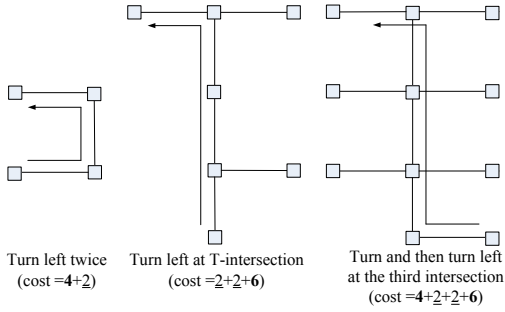 Turn left twice
(cost =4+2)
Turn left at T-intersection
(cost =2+2+6)
Turn and then turn left
at the third intersection
(cost =4+2+2+6)